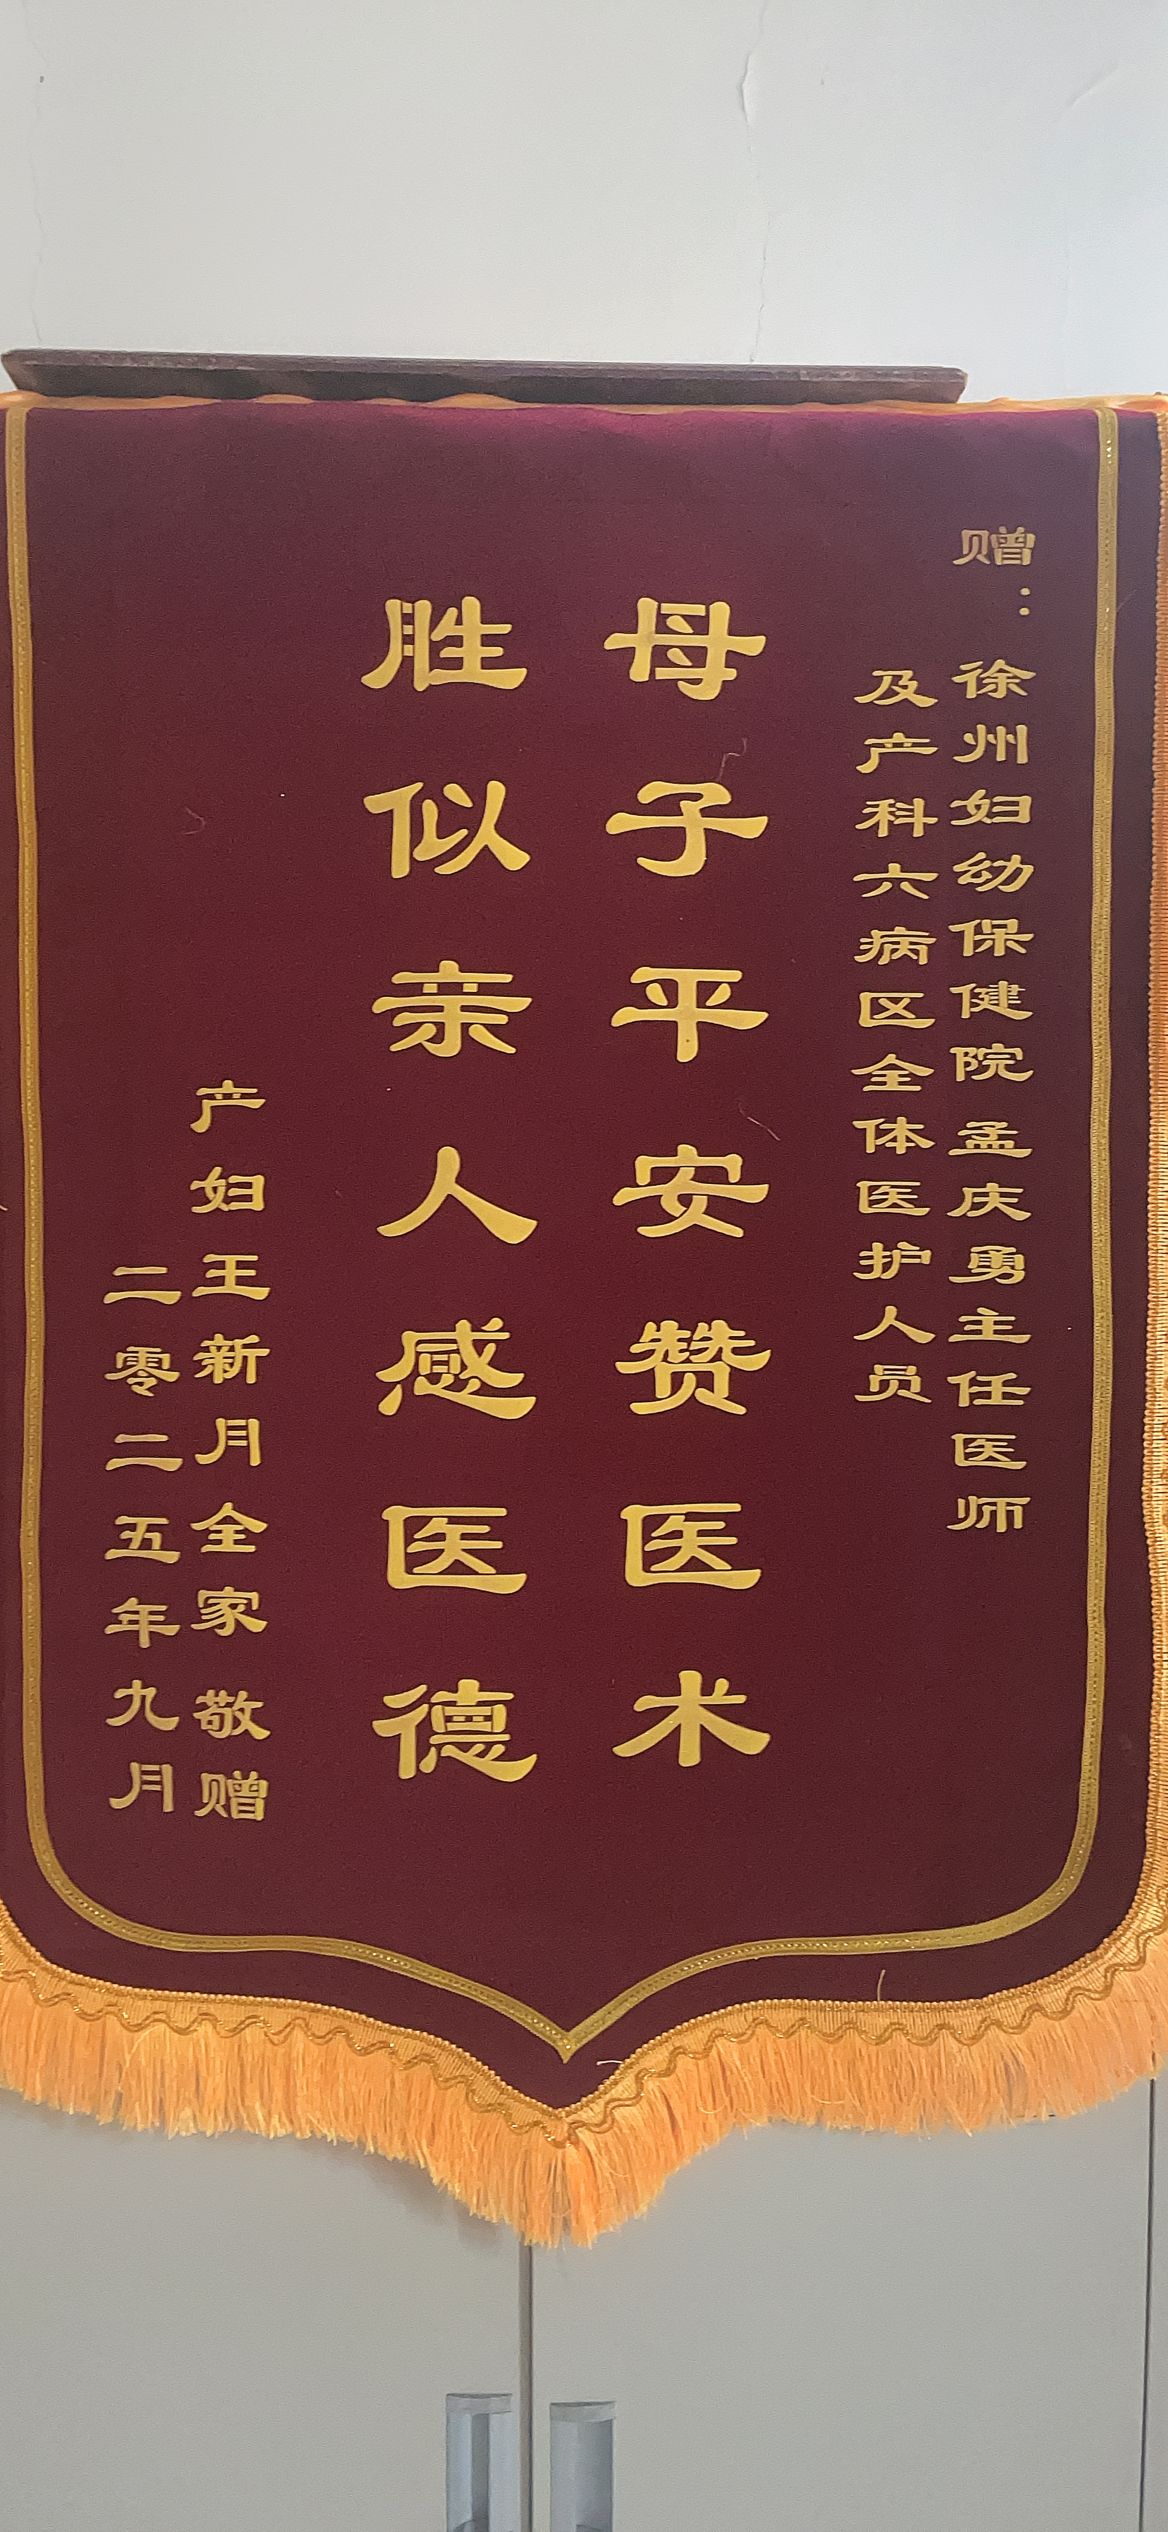 赠：徐州妇幼保健院孟庆勇主任医师
及产科六病区全体医护人员
母子平安赞医术
胜似亲人感医德
产妇王新月全家敬赠
二零二五年九月